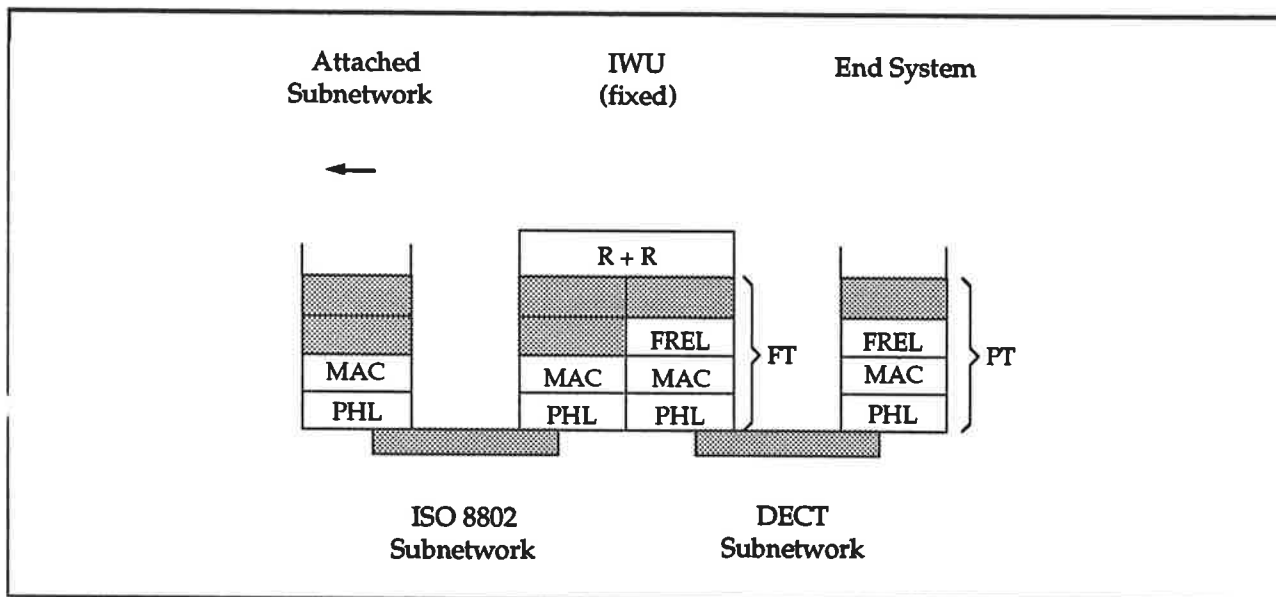 Attached
Subnetwork
IWU
(fixed)
End System
R + R
FREL
FREL
FT
PT
MAC
MAC
MAC
MAC
PHL
PHL
PHL
PHL
ISO 8802
Subnetwork
DECT
Subnetwork